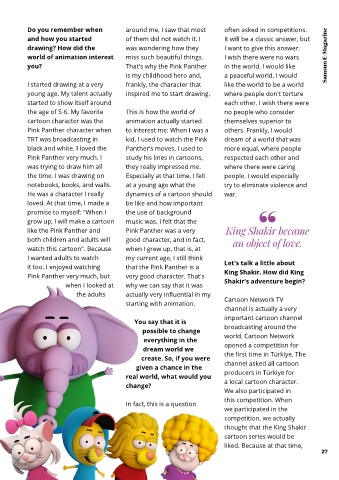 Do you remember when
and how you started
drawing? How did the
world of animation interest
you?
I started drawing at a very
young age. My talent actually
started to show itself around
the age of 5-6. My favorite
cartoon character was the
Pink Panther character when
TRT was broadcasting in
black and white. I loved the
Pink Panther very much. I
was trying to draw him all
the time. I was drawing on
notebooks, books, and walls.
He was a character I really
loved. At that time, I made a
promise to myself: "When I
grow up, I will make a cartoon
like the Pink Panther and
both children and adults will
watch this cartoon". Because
I wanted adults to watch
it too. I enjoyed watching
Pink Panther very much, but
when I looked at
the adults
around me, I saw that most
of them did not watch it. I
was wondering how they
miss such beautiful things.
That's why the Pink Panther
is my childhood hero and,
frankly, the character that
inspired me to start drawing.
This is how the world of
animation actually started
to interest me: When I was a
kid, I used to watch the Pink
Panther's moves. I used to
study his lines in cartoons,
they really impressed me.
Especially at that time, I felt
at a young age what the
dynamics of a cartoon should
be like and how important
the use of background
music was. I felt that the
Pink Panther was a very
good character, and in fact,
when I grew up, that is, at
my current age, I still think
that the Pink Panther is a
very good character. That's
why we can say that it was
actually very influential in my
starting with animation.
You say that it is
possible to change
everything in the
dream world we
create. So, if you were
given a chance in the
real world, what would you
change?
In fact, this is a question
often asked in competitions.
It will be a classic answer, but
I want to give this answer:
I wish there were no wars
in the world. I would like
a peaceful world, I would
like the world to be a world
where people don't torture
each other. I wish there were
no people who consider
themselves superior to
others. Frankly, I would
dream of a world that was
more equal, where people
respected each other and
where there were caring
people. I would especially
try to eliminate violence and
war.
❝
King Shakir became
an object of love.
Let's talk a little about
King Shakir. How did King
Shakir's adventure begin?
Cartoon Network TV
channel is actually a very
important cartoon channel
broadcasting around the
world. Cartoon Network
opened a competition for
the first time in Türkiye. The
channel asked all cartoon
producers in Türkiye for
a local cartoon character.
We also participated in
this competition. When
we participated in the
competition, we actually
thought that the King Shakir
cartoon series would be
liked. Because at that time,
Samsun E-Magazine
27